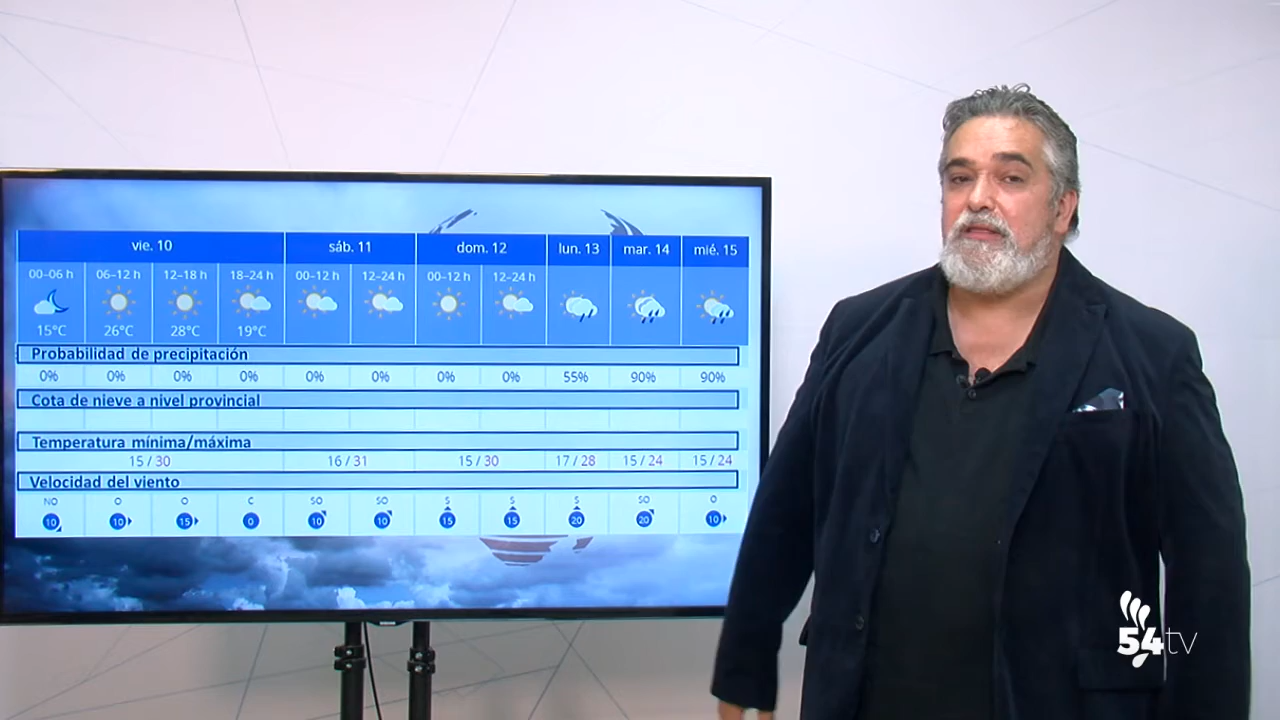 vie. 10 sáb. 11 dom. 12 lun. 13 mar. 14 mié. 15
00–06 h 06–12 h 12–18 h 18–24 h 00–12 h 12–24 h 00–12 h 12–24 h
15°C 26°C 28°C 19°C
Probabilidad de precipitación
0% 0% 0% 0% 0% 0% 0% 0% 55% 90% 90%
Cota de nieve a nivel provincial
Temperatura mínima/máxima
15 / 30 16 / 31 15 / 30 17 / 28 15 / 24 15 / 24
Velocidad del viento
NO O O C SO SO S S S SO O
10 10 15 0 10 10 15 15 20 20 10
54tv